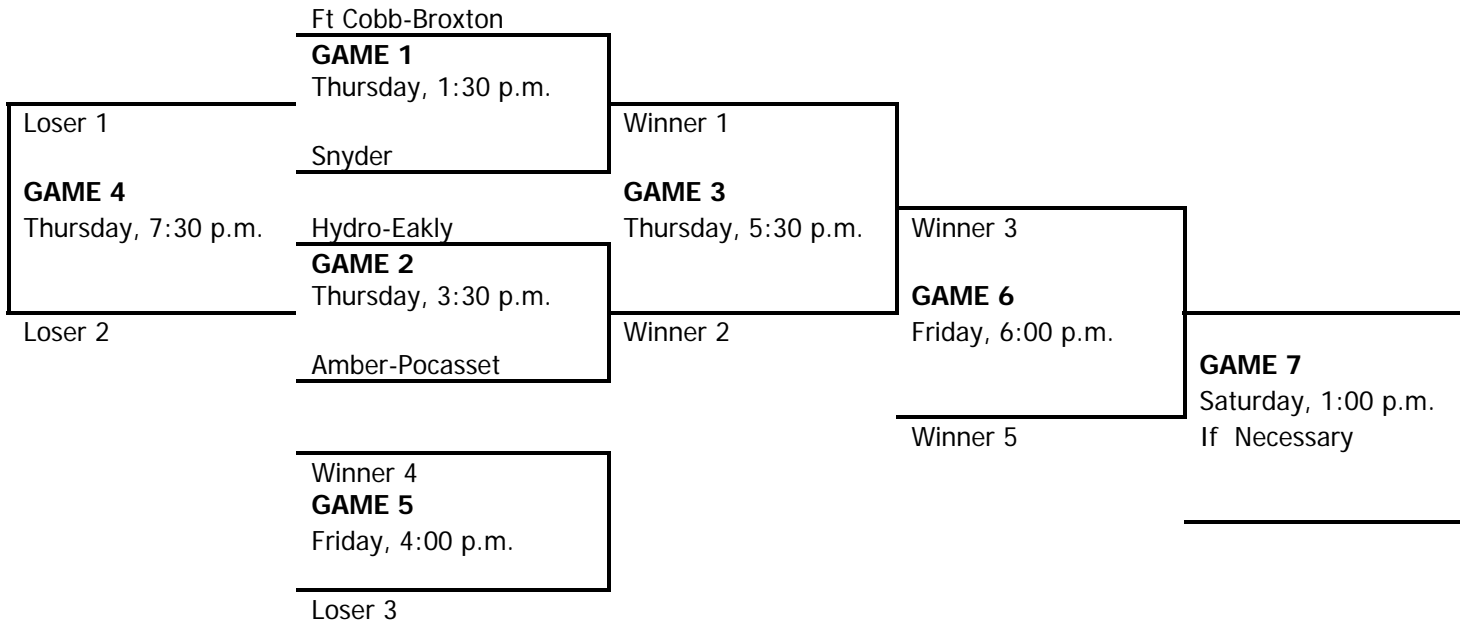 Ft Cobb-Broxton
GAME 1
Thursday, 1:30 p.m.
Loser 1
Winner 1
Snyder
GAME 4
GAME 3
Thursday, 7:30 p.m.
Hydro-Eakly
Thursday, 5:30 p.m.
Winner 3
GAME 2
Thursday, 3:30 p.m.
GAME 6
Loser 2
Winner 2
Friday, 6:00 p.m.
Amber-Pocasset
GAME 7
Saturday, 1:00 p.m.
Winner 5
If Necessary
Winner 4
GAME 5
Friday, 4:00 p.m.
Loser 3